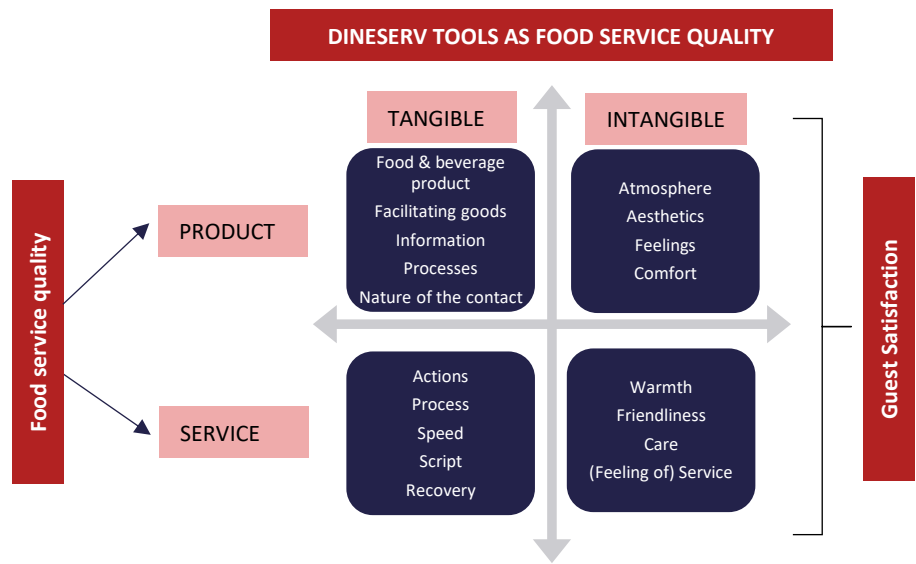 DINESERV TOOLS AS FOOD SERVICE QUALITY
TANGIBLE
INTANGIBLE
Food service quality
PRODUCT
Food & beverage
product
Facilitating goods
Information
Processes
Nature of the contact
Atmosphere
Aesthetics
Feelings
Comfort
SERVICE
Actions
Process
Speed
Script
Recovery
Warmth
Friendliness
Care
(Feeling of) Service
Guest Satisfaction